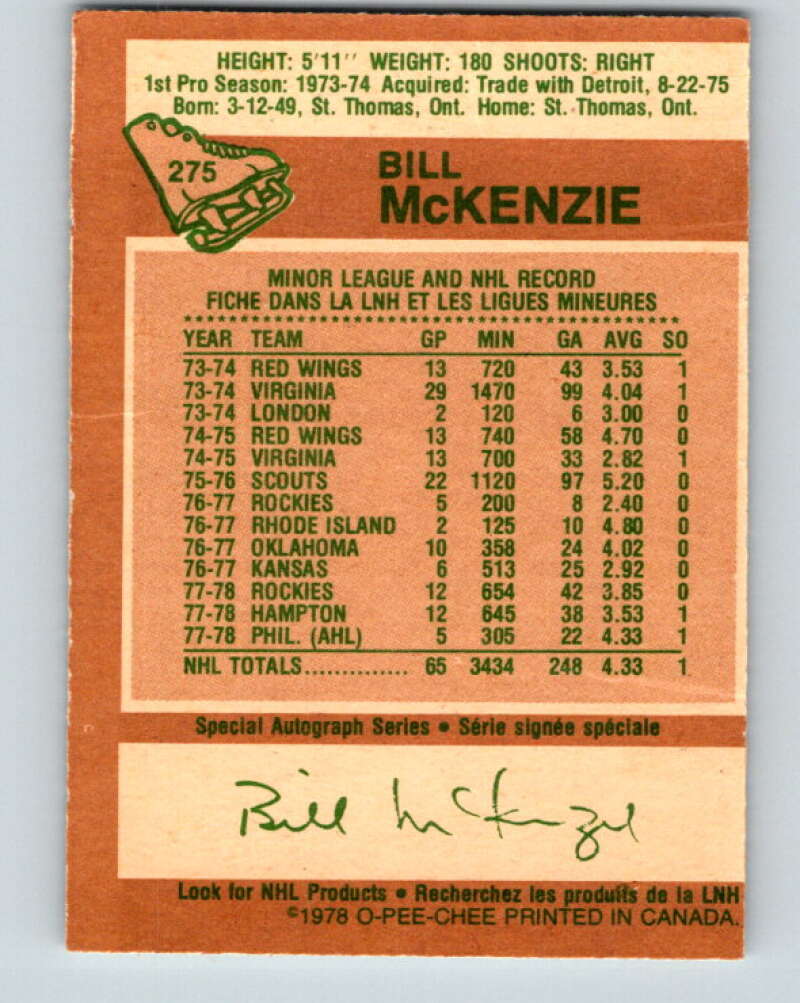 HEIGHT: 5'11'' WEIGHT: 180 SHOOTS: RIGHT
1st Pro Season: 1973-74 Acquired: Trade with Detroit, 8-22-75
Born: 3-12-49, St. Thomas, Ont. Home: St. Thomas, Ont.
275
BILL
McKENZIE
MINOR LEAGUE AND NHL RECORD
FICHE DANS LA LNH ET LES LIGUES MINEURES
YEAR TEAM GP MIN GA AVG SO
73-74 RED WINGS 13 720 43 3.53 1
73-74 VIRGINIA 29 1470 99 4.04 1
73-74 LONDON 2 120 6 3.00 0
74-75 RED WINGS 13 740 58 4.70 0
74-75 VIRGINIA 13 700 33 2.82 1
75-76 SCOUTS 22 1120 97 5.20 0
76-77 ROCKIES 5 200 8 2.40 0
76-77 RHODE ISLAND 2 125 10 4.80 0
76-77 OKLAHOMA 10 358 24 4.02 0
76-77 KANSAS 6 513 25 2.92 0
77-78 ROCKIES 12 654 42 3.85 0
77-78 HAMPTON 12 645 38 3.53 1
77-78 PHIL. (AHL) 5 305 22 4.33 1
NHL TOTALS.............. 65 3434 248 4.33 1
Special Autograph Series • Série signée spéciale
Bill McKenzie
Look for NHL Products • Recherchez les produits de la LNH
©1978 O-PEE-CHEE PRINTED IN CANADA.